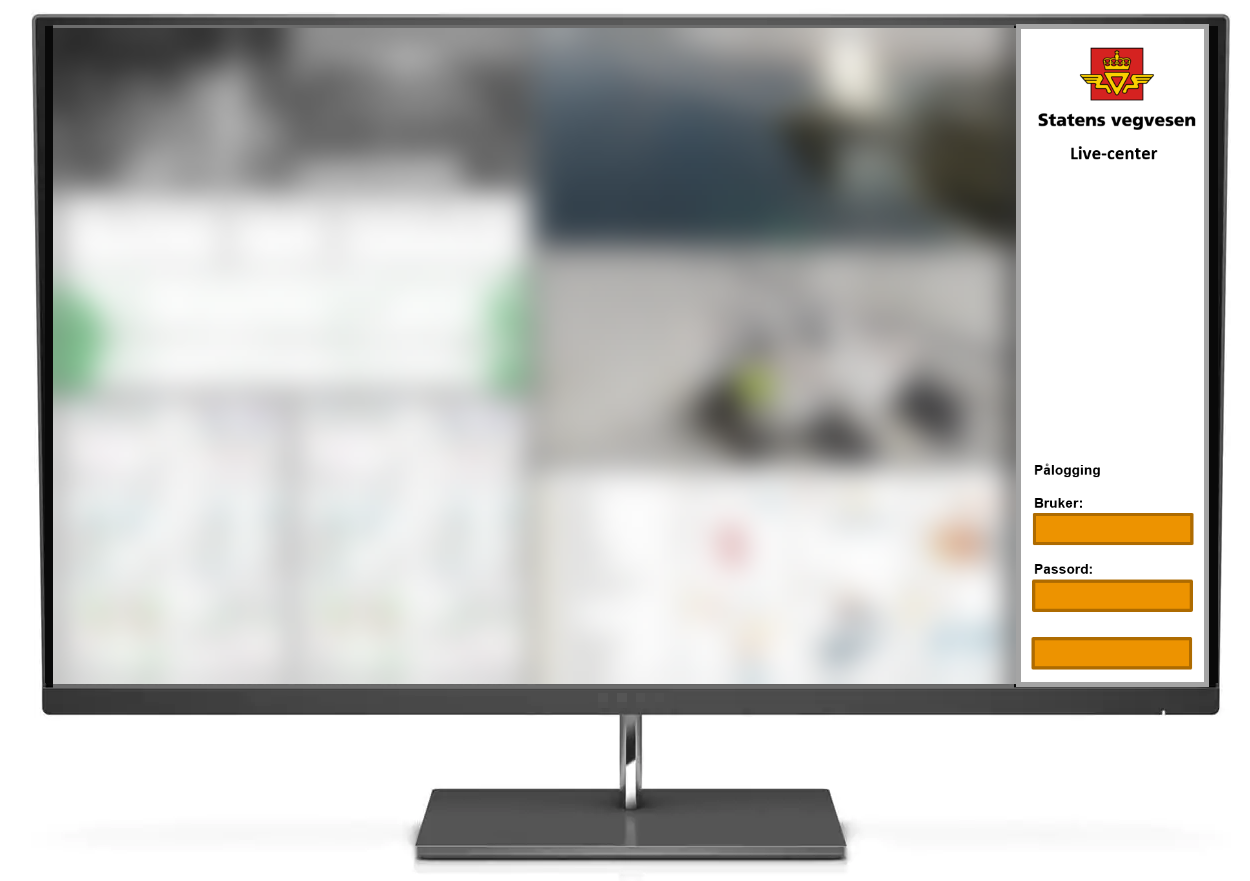 Statens vegvesen
Live-center
Pålogging
Bruker:
Passord: